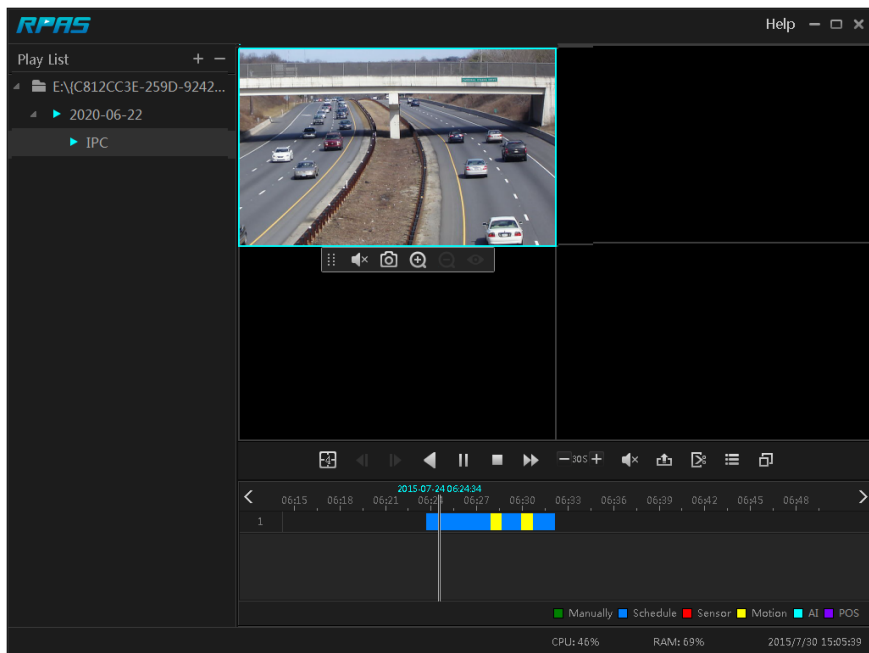 RPAS
Help
Play List
E:\{C812CC3E-259D-9242...
2020-06-22
IPC
4
30S
2015-07-24 06:24:34
06:15 06:18 06:21 06:24 06:27 06:30 06:33 06:36 06:39 06:42 06:45 06:48
1
Manually Schedule Sensor Motion AI POS
CPU: 46% RAM: 69% 2015/7/30 15:05:39